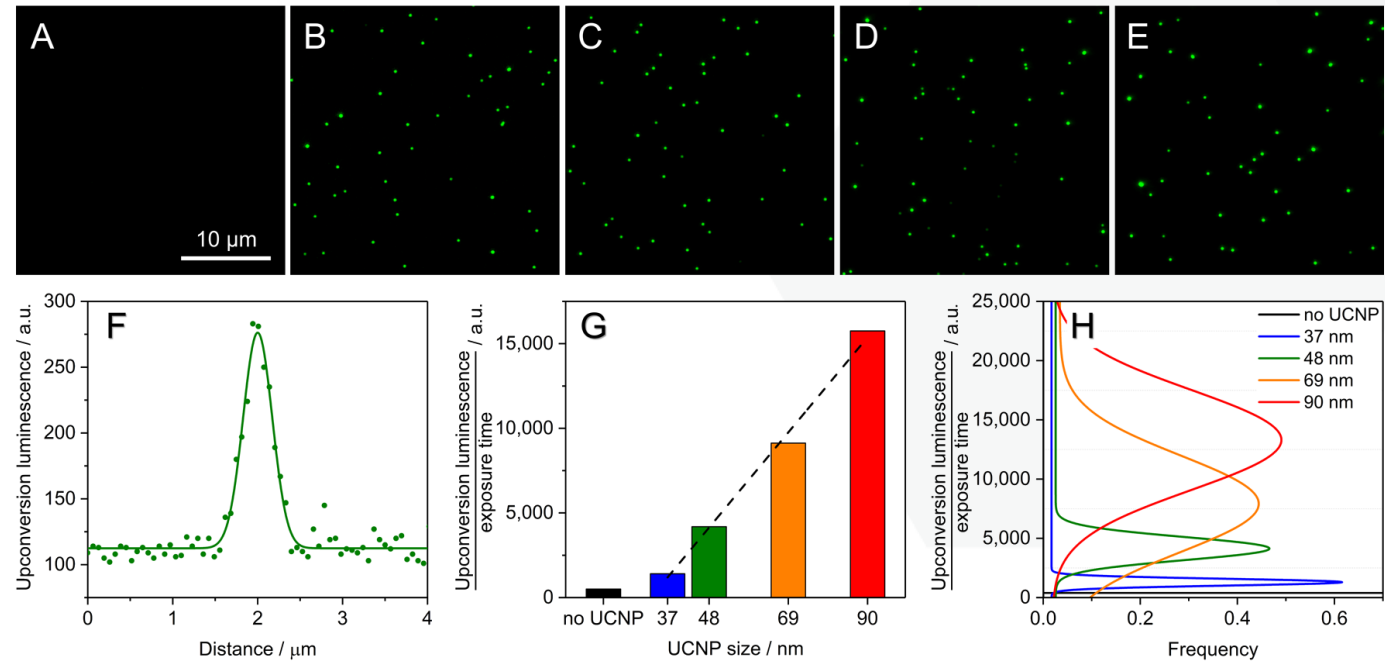 A
B
C
D
E
10 µm
F
300
250
200
150
100
0
1
2
3
4
Distance / µm
Upconversion luminescence / a.u.
G
15,000
10,000
5,000
0
no UCNP
37
48
69
90
UCNP size / nm
Upconversion luminescence / a.u.
exposure time
H
25,000
20,000
15,000
10,000
5,000
0
0.0
0.2
0.4
0.6
Frequency
Upconversion luminescence / a.u.
exposure time
no UCNP
37 nm
48 nm
69 nm
90 nm